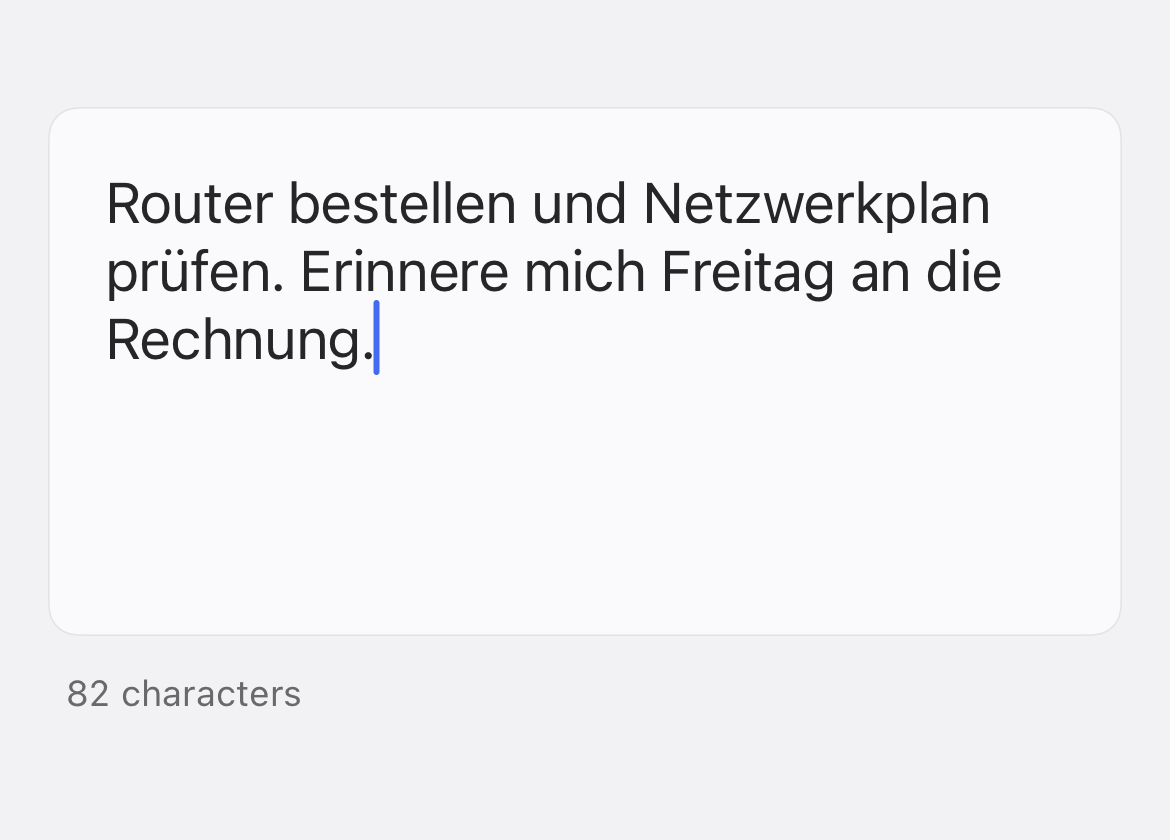 Router bestellen und Netzwerkplan
prüfen. Erinnere mich Freitag an die
Rechnung.
82 characters